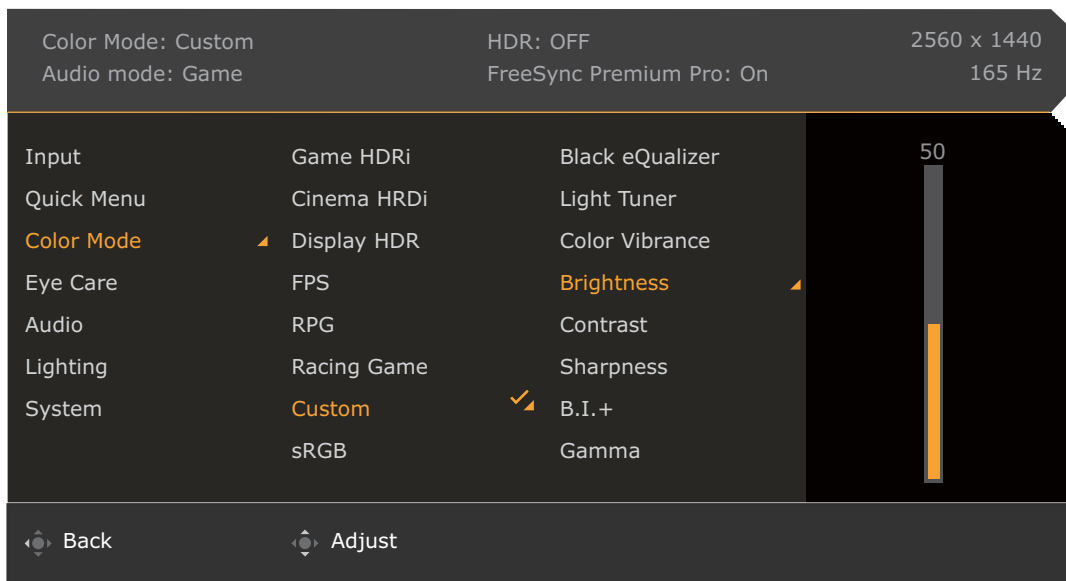 Color Mode: Custom
HDR: OFF
2560 x 1440
Audio mode: Game
FreeSync Premium Pro: On
165 Hz
Input
Game HDRi
Black eQualizer
50
Quick Menu
Cinema HRDi
Light Tuner
Color Mode
Display HDR
Color Vibrance
Eye Care
FPS
Brightness
Audio
RPG
Contrast
Lighting
Racing Game
Sharpness
System
Custom
B.I.+
sRGB
Gamma
Back
Adjust